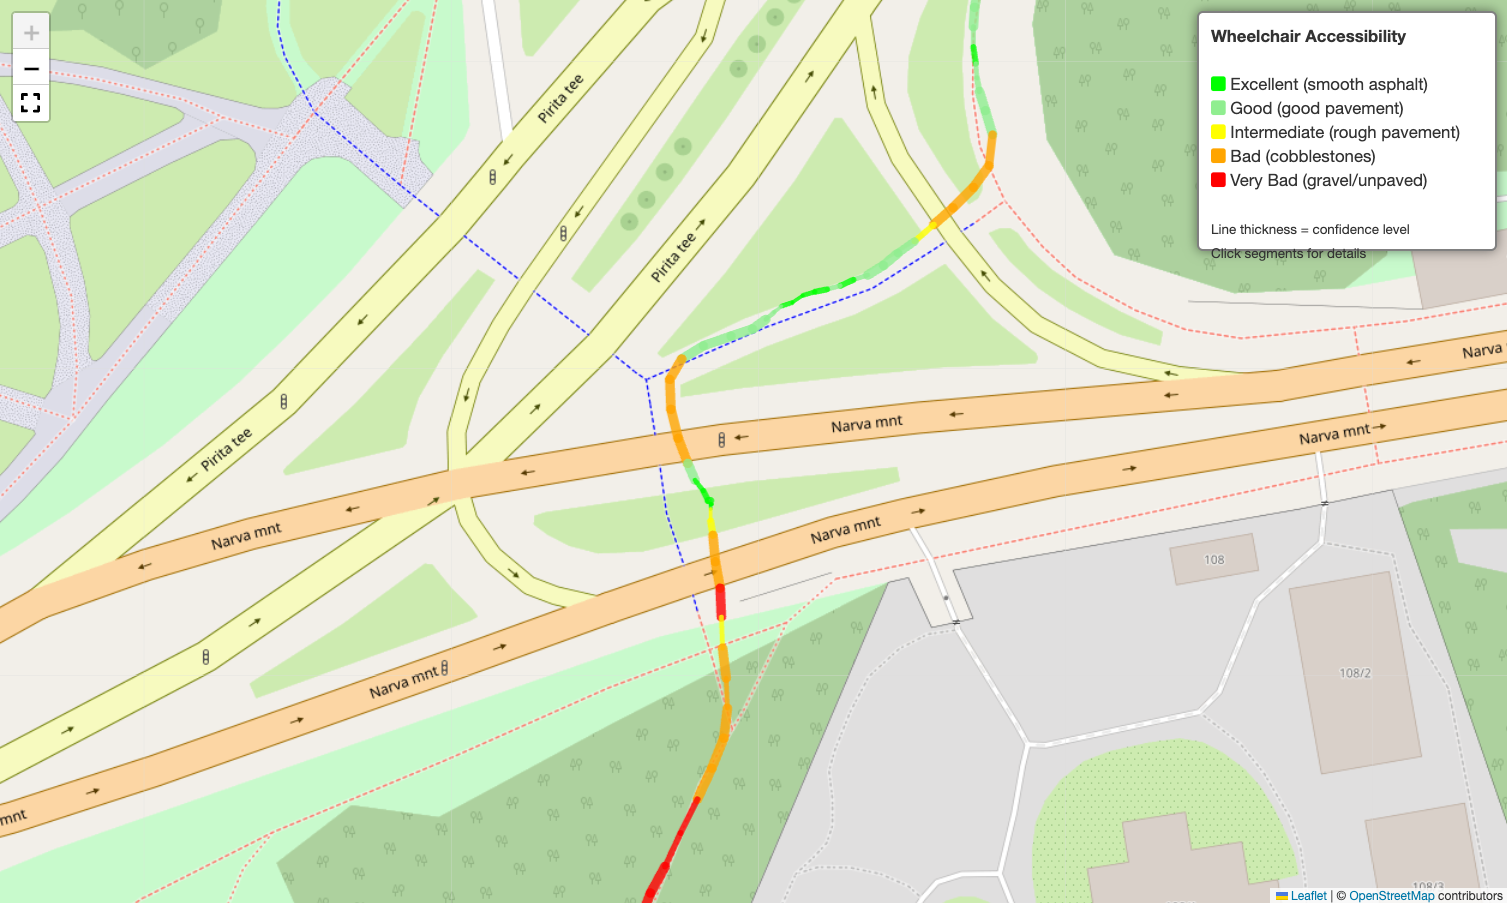 +
−
Wheelchair Accessibility
Excellent (smooth asphalt)
Good (good pavement)
Intermediate (rough pavement)
Bad (cobblestones)
Very Bad (gravel/unpaved)
Line thickness = confidence level
Click segments for details
Pirita tee
Pirita tee
Pirita tee
Narva
Narva mnt
Narva mnt
Narva mnt
Narva mnt
Narva mnt
mnt
108
108/2
108/3
Leaflet | © OpenStreetMap contributors